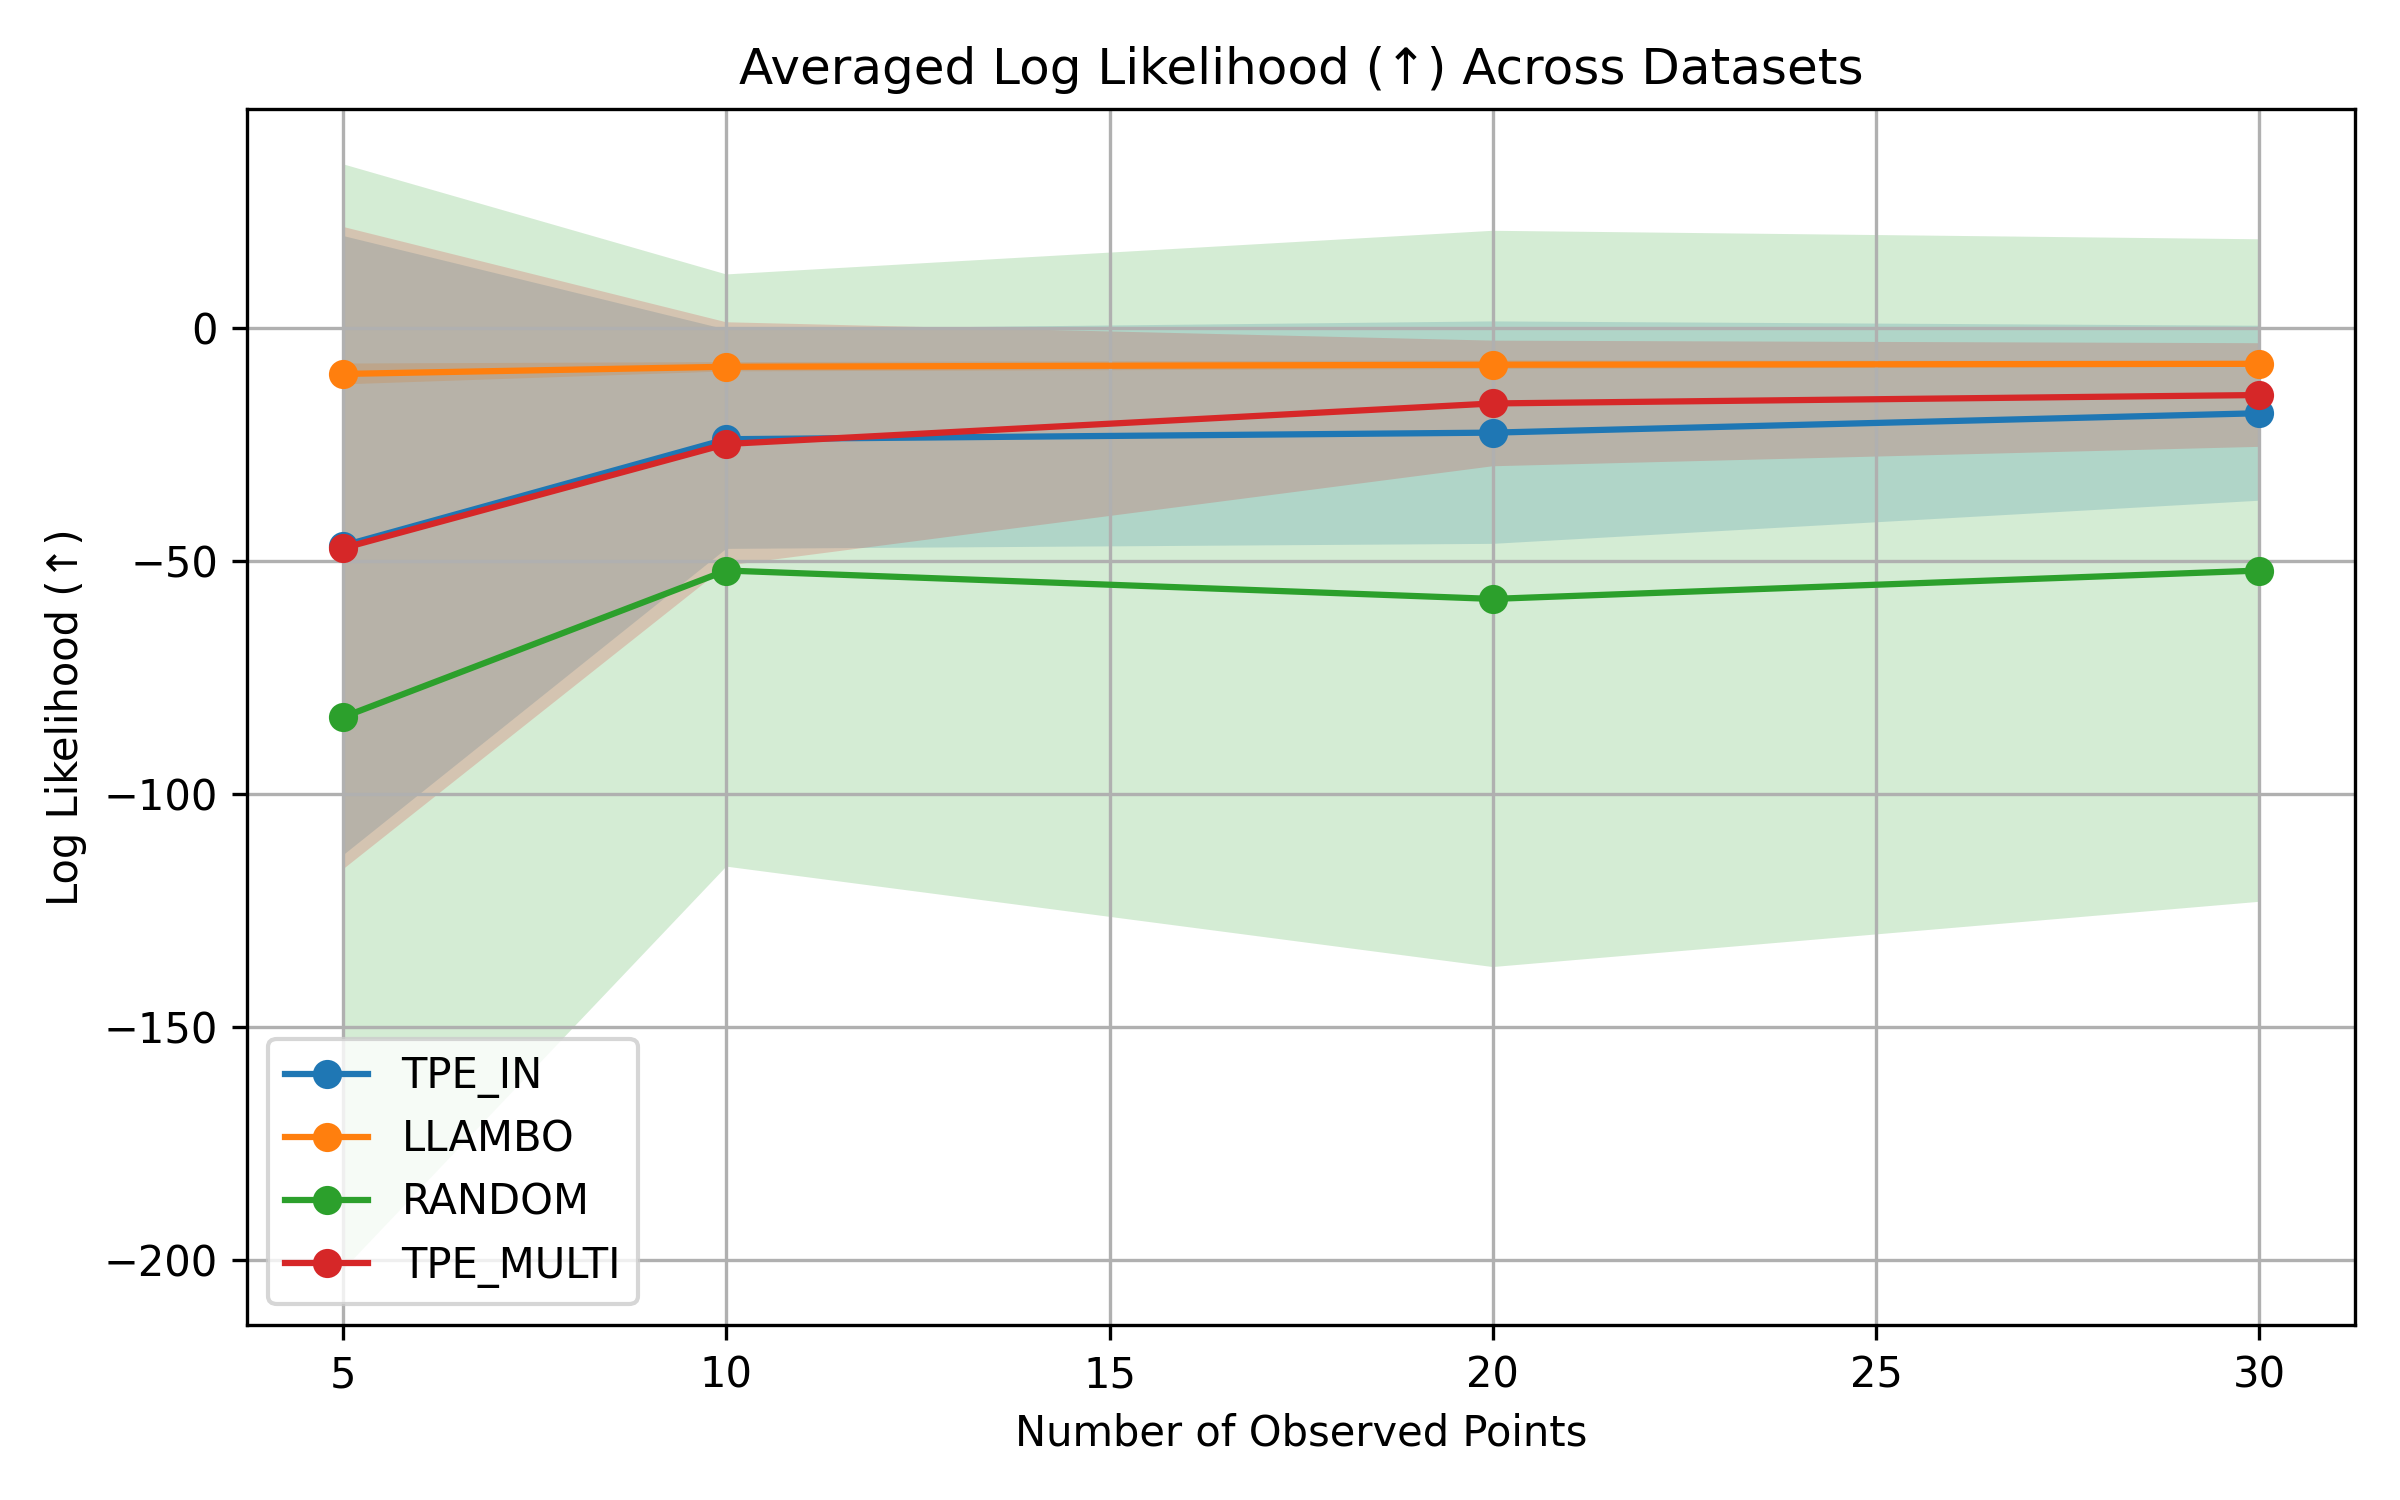 Averaged Log Likelihood (↑) Across Datasets
Log Likelihood (↑)
0
−50
−100
−150
−200
TPE_IN
LLAMBO
RANDOM
TPE_MULTI
5 10 15 20 25 30
Number of Observed Points